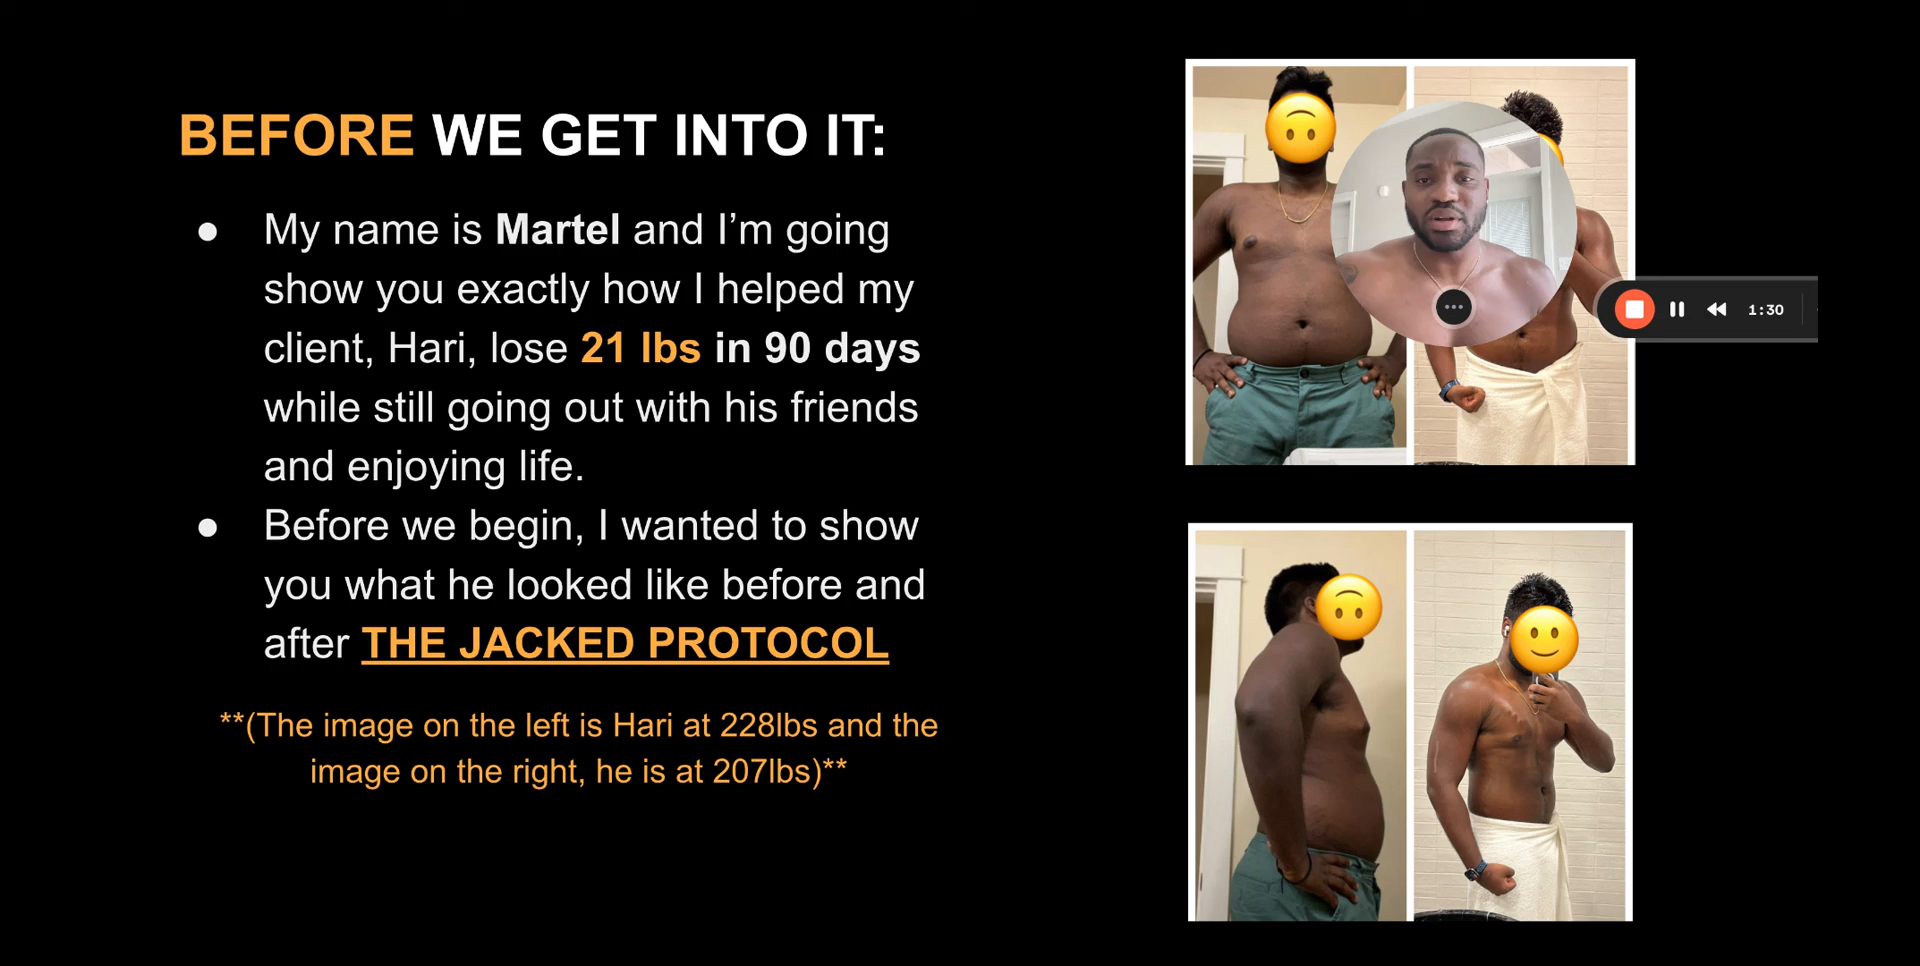 BEFORE WE GET INTO IT:
● My name is Martel and I’m going
show you exactly how I helped my
client, Hari, lose 21 lbs in 90 days
while still going out with his friends
and enjoying life.
● Before we begin, I wanted to show
you what he looked like before and
after THE JACKED PROTOCOL
**(The image on the left is Hari at 228lbs and the
image on the right, he is at 207lbs)**
1:30